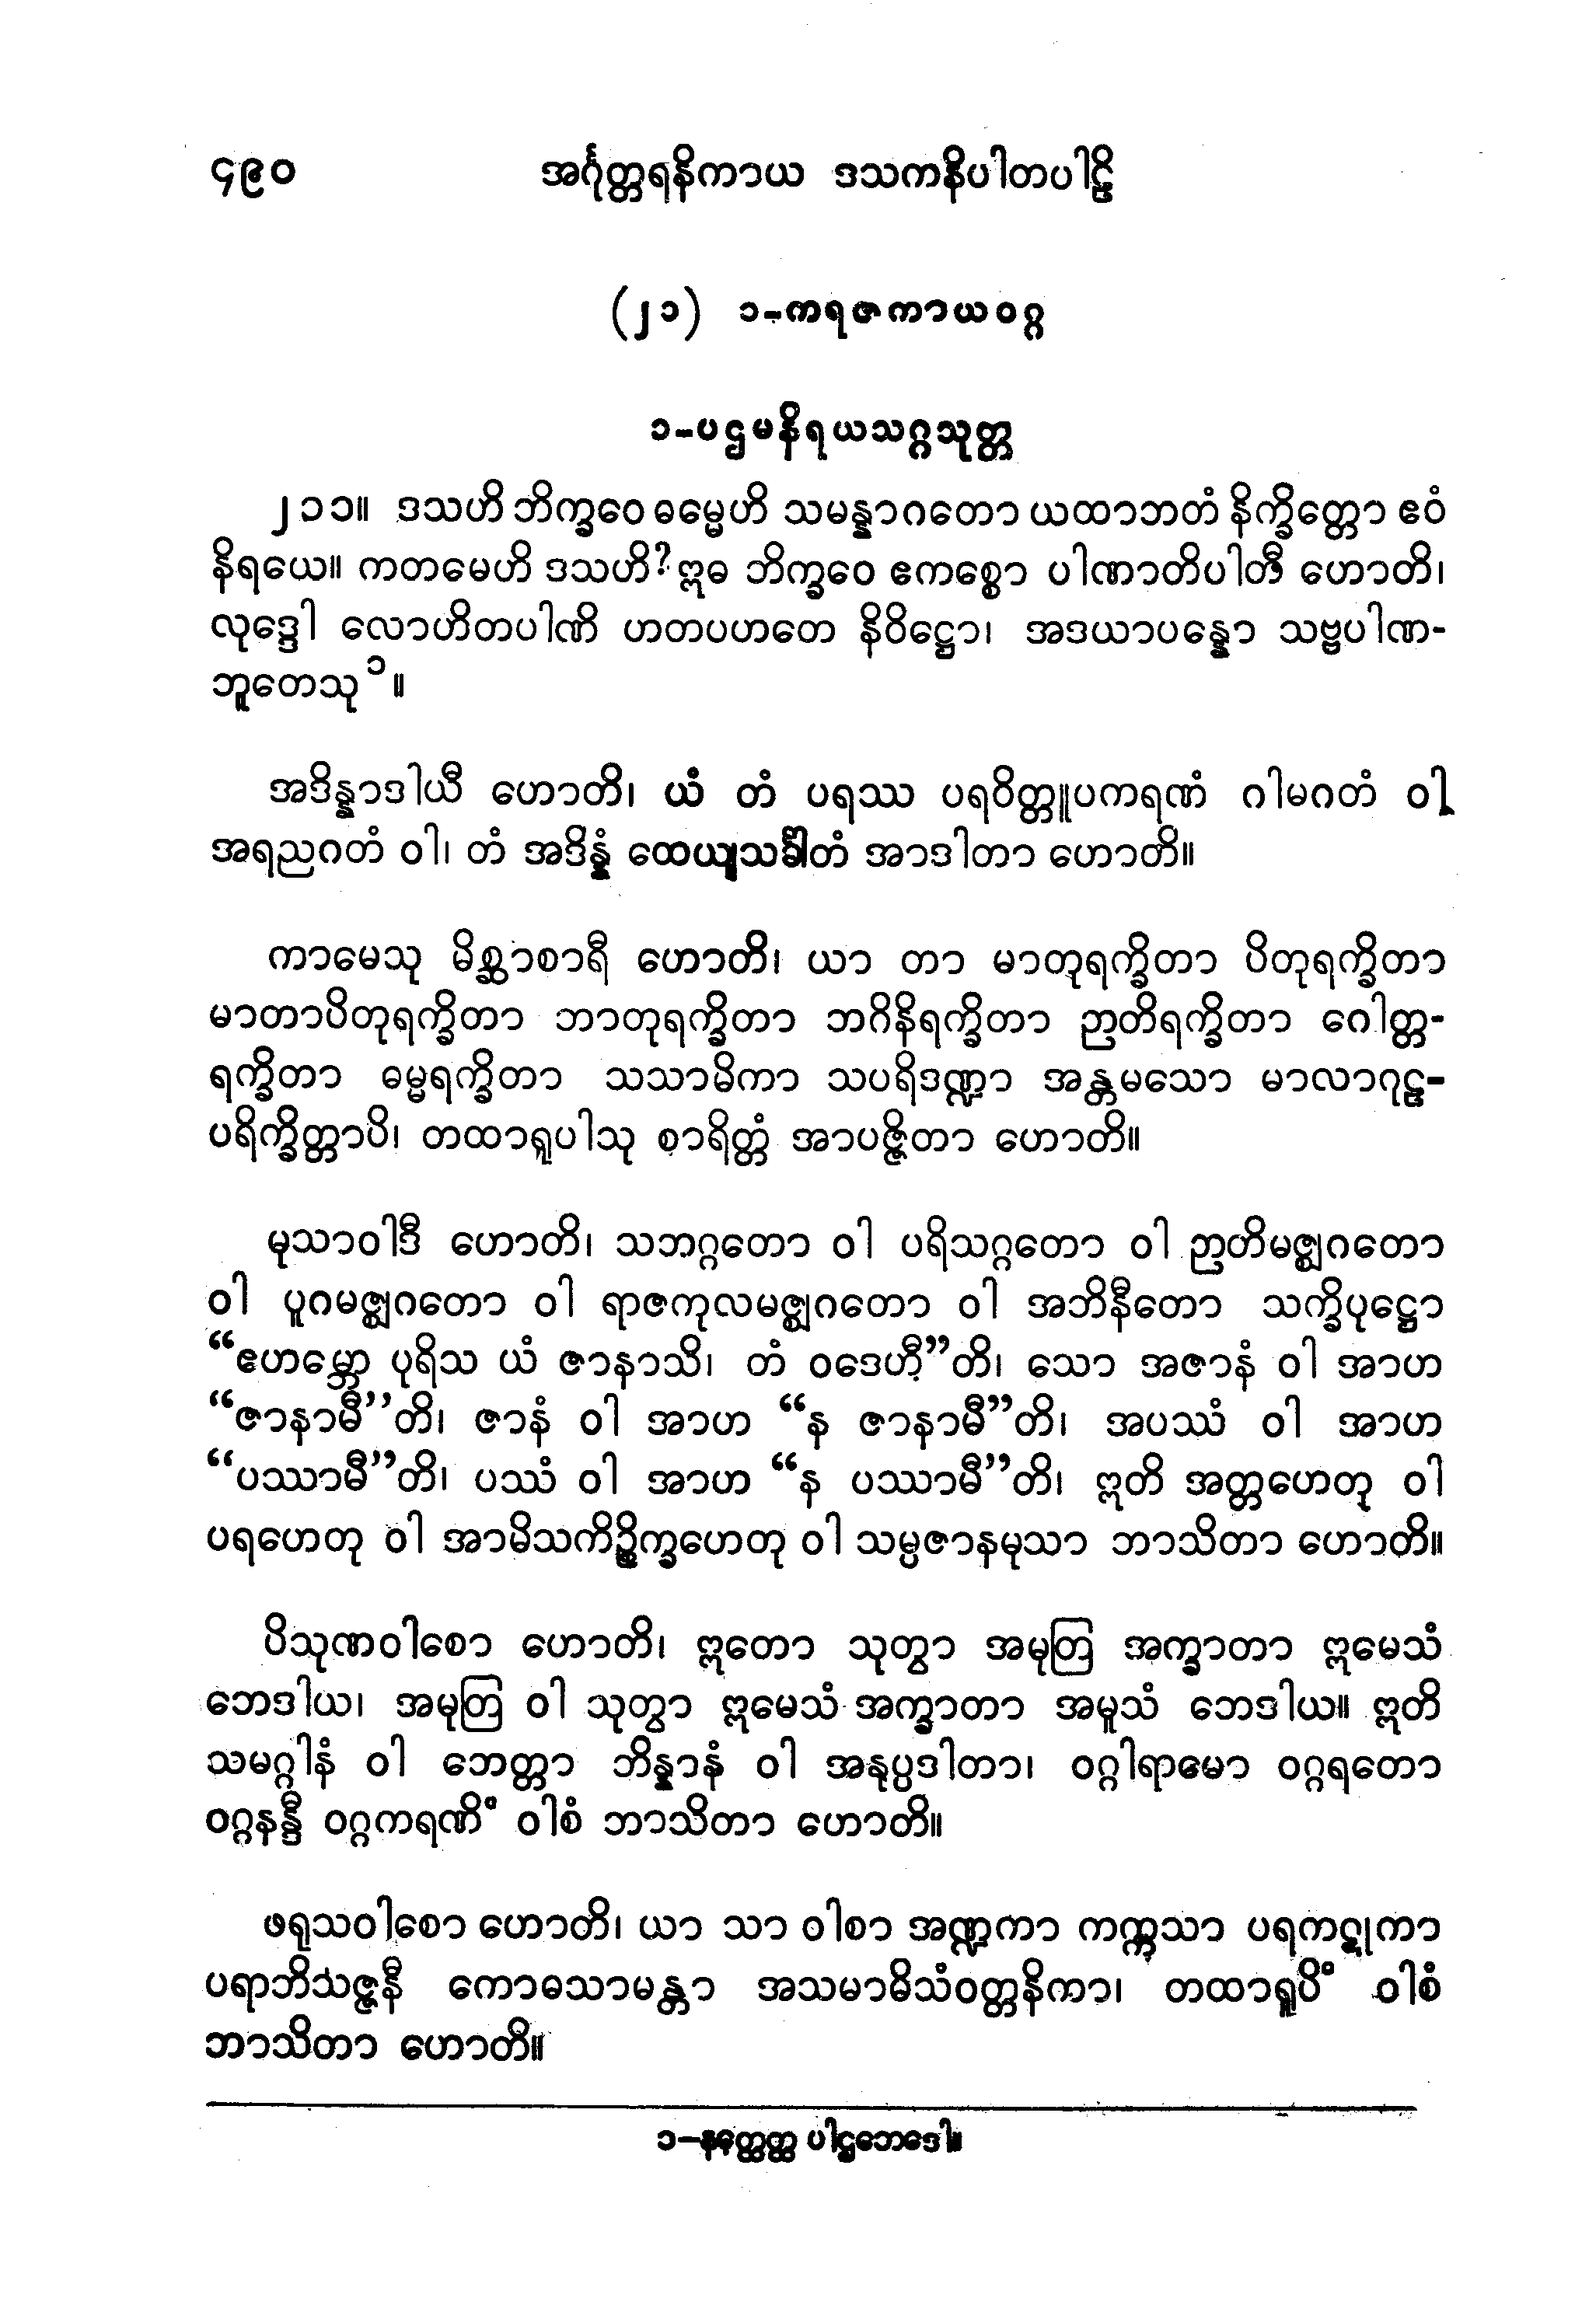 ၄၉၀ အင်္ဂုတ္တရနိကာယ ဒသကနိပါတပါဠိ
(၂၁) ၁-ကရဇကာယဝဂ္ဂ
၁-ပဌမနိရယသဂ္ဂသုတ္တ
၂၁၁။ ဒသဟိ ဘိက္ခဝေ ဓမ္မေဟိ သမန္နာဂတော ယထာဘတံ နိက္ခိတ္တော ဧဝံ
နိရယေ။ ကတမေဟိ ဒသဟိ? ဣဓ ဘိက္ခဝေ ဧကစ္စော ပါဏာတိပါတီ ဟောတိ၊
လုဒ္ဒေါ လောဟိတပါဏိ ဟတပဟတေ နိဝိဋ္ဌော၊ အဒယာပန္နော သဗ္ဗပါဏ-
ဘူတေသု ၁။
အဒိန္နာဒါယီ ဟောတိ၊ ယံ တံ ပရဿ ပရဝိတ္တူပကရဏံ ဂါမဂတံ ဝါ
အရညဂတံ ဝါ၊ တံ အဒိန္နံ ထေယျသင်္ခါတံ အာဒါတာ ဟောတိ။
ကာမေသု မိစ္ဆာစာရီ ဟောတိ၊ ယာ တာ မာတုရက္ခိတာ ပိတုရက္ခိတာ
မာတာပိတုရက္ခိတာ ဘာတုရက္ခိတာ ဘဂိနိရက္ခိတာ ဉာတိရက္ခိတာ ဂေါတ္တ-
ရက္ခိတာ ဓမ္မရက္ခိတာ သသာမိကာ သပရိဒဏ္ဍာ အန္တမသော မာလာဂုဠ-
ပရိက္ခိတ္တာပိ၊ တထာရူပါသု စာရိတ္တံ အာပဇ္ဇိတာ ဟောတိ။
မုသာဝါဒီ ဟောတိ၊ သဘဂ္ဂတော ဝါ ပရိသဂ္ဂတော ဝါ ဉာတိမဇ္ဈဂတော
ဝါ ပူဂမဇ္ဈဂတော ဝါ ရာဇကုလမဇ္ဈဂတော ဝါ အဘိနီတော သက္ခိပုဋ္ဌော
“ဧဟမ္ဘော ပုရိသ ယံ ဇာနာသိ၊ တံ ဝဒေဟီ”တိ၊ သော အဇာနံ ဝါ အာဟ
“ဇာနာမီ”တိ၊ ဇာနံ ဝါ အာဟ “န ဇာနာမီ”တိ၊ အပဿံ ဝါ အာဟ
“ပဿာမီ”တိ၊ ပဿံ ဝါ အာဟ “န ပဿာမီ”တိ၊ ဣတိ အတ္တဟေတု ဝါ
ပရဟေတု ဝါ အာမိသကိဉ္စိက္ခဟေတု ဝါ သမ္ပဇာနမုသာ ဘာသိတာ ဟောတိ။
ပိသုဏဝါစော ဟောတိ၊ ဣတော သုတွာ အမုတြ အက္ခာတာ ဣမေသံ
ဘေဒါယ၊ အမုတြ ဝါ သုတွာ ဣမေသံ အက္ခာတာ အမူသံ ဘေဒါယ။ ဣတိ
သမဂ္ဂါနံ ဝါ ဘေတ္တာ ဘိန္နာနံ ဝါ အနုပ္ပဒါတာ၊ ဝဂ္ဂါရာမော ဝဂ္ဂရတော
ဝဂ္ဂနန္ဒီ ဝဂ္ဂကရဏိံ ဝါစံ ဘာသိတာ ဟောတိ။
ဖရုသဝါစော ဟောတိ၊ ယာ သာ ဝါစာ အဏ္ဍကာ ကက္ကသာ ပရကဋုကာ
ပရာဘိသဇ္ဇနီ ကောဓသာမန္တာ အသမာဓိသံဝတ္တနိကာ၊ တထာရူပိံ ဝါစံ
ဘာသိတာ ဟောတိ။
၁-နတ္ထေတ္ထ ပါဌဘေဒေါ။